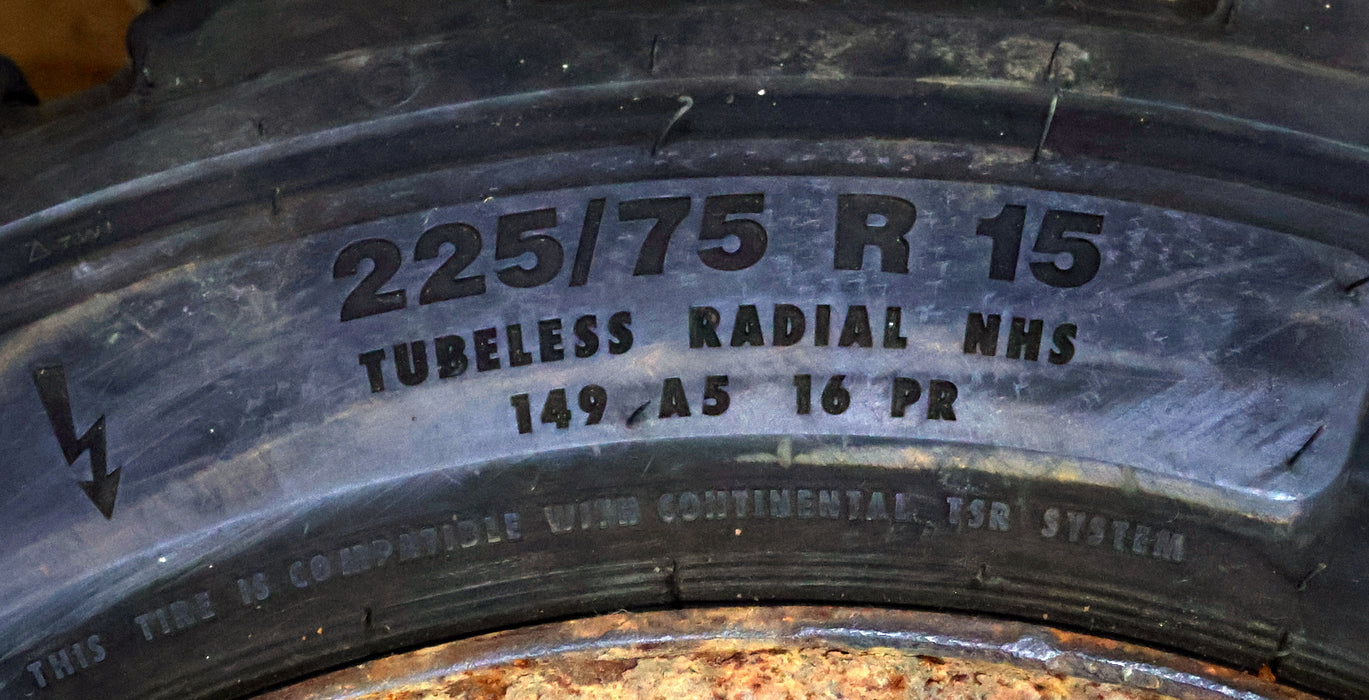 225/75 R 15
TUBELESS RADIAL NHS
149 A5 16 PR
THIS TIRE IS COMPATIBLE WITH CONTINENTAL TSR SYSTEM